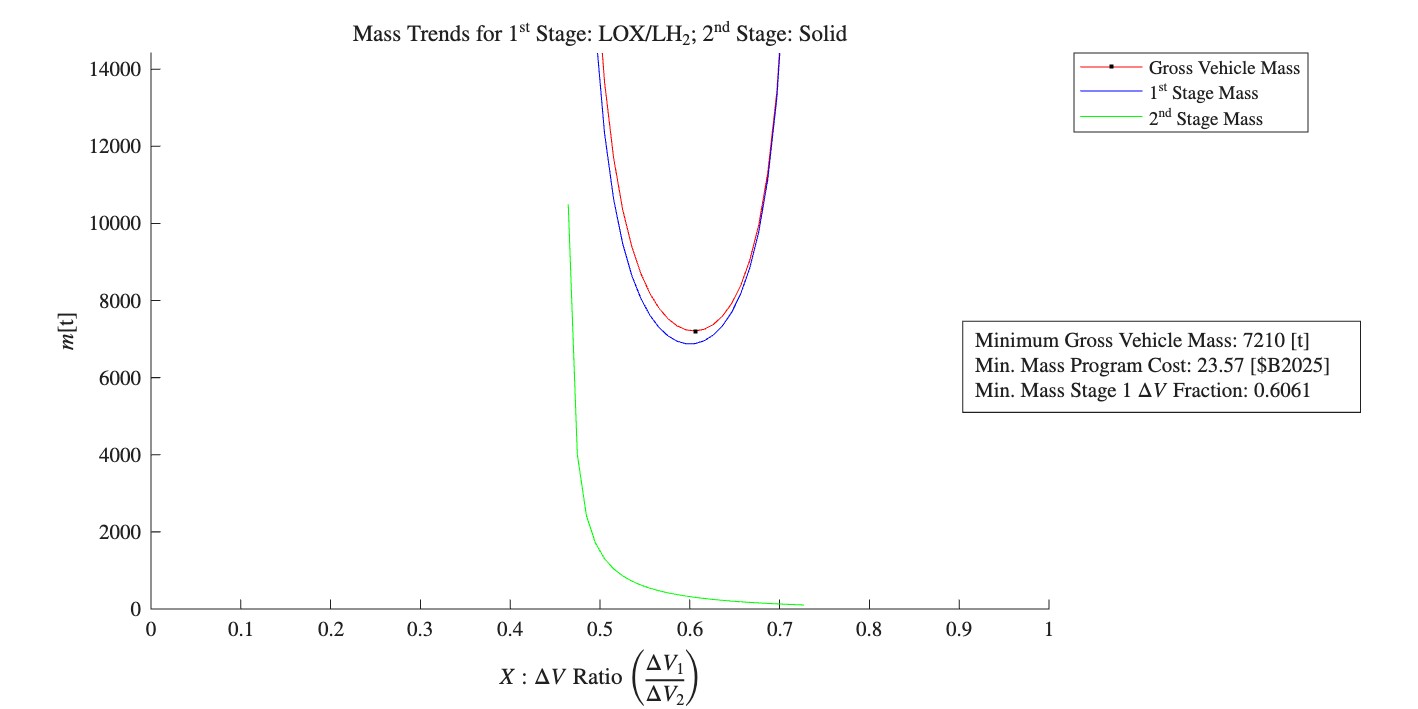 Mass Trends for 1st Stage: LOX/LH2; 2nd Stage: Solid
Gross Vehicle Mass
1st Stage Mass
2nd Stage Mass
14000
12000
10000
8000
6000
4000
2000
0
m[t]
Minimum Gross Vehicle Mass: 7210 [t]
Min. Mass Program Cost: 23.57 [$B2025]
Min. Mass Stage 1 ΔV Fraction: 0.6061
0 0.1 0.2 0.3 0.4 0.5 0.6 0.7 0.8 0.9 1
X : ΔV Ratio (ΔV1/ΔV2)